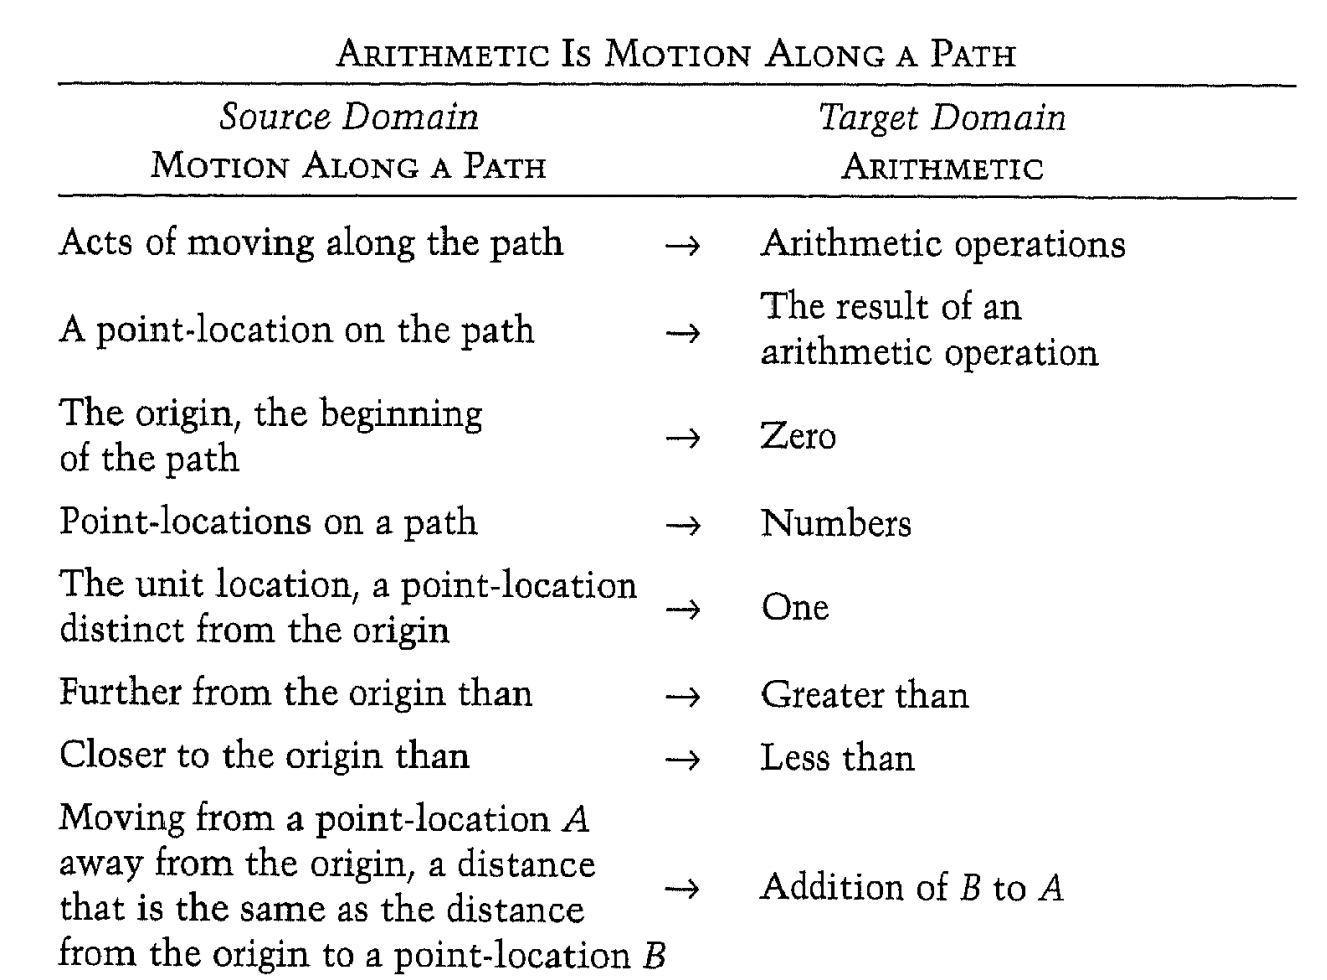 ARITHMETIC IS MOTION ALONG A PATH
Source Domain Target Domain
MOTION ALONG A PATH ARITHMETIC
Acts of moving along the path → Arithmetic operations
A point-location on the path → The result of an
arithmetic operation
The origin, the beginning
of the path → Zero
Point-locations on a path → Numbers
The unit location, a point-location
distinct from the origin → One
Further from the origin than → Greater than
Closer to the origin than → Less than
Moving from a point-location A
away from the origin, a distance
that is the same as the distance
from the origin to a point-location B → Addition of B to A